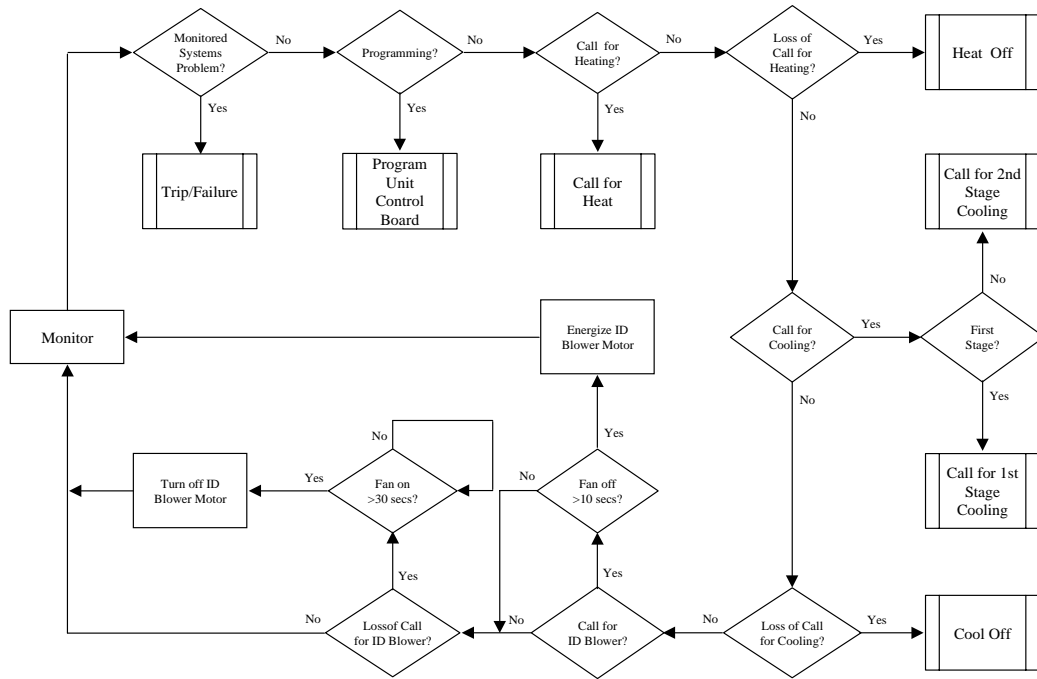 Monitored
Systems
Problem?
No
Programming?
No
Call for
Heating?
No
Loss of
Call for
Heating?
Yes
Heat Off
Yes
Yes
Yes
No
Trip/Failure
Program
Unit
Control
Board
Call for
Heat
Call for 2nd
Stage
Cooling
No
Monitor
Energize ID
Blower Motor
Call for
Cooling?
Yes
First
Stage?
No
Yes
No
Yes
Turn off ID
Blower Motor
Yes
Fan on
>30 secs?
No
Fan off
>10 secs?
Call for 1st
Stage
Cooling
Yes
Yes
No
Lossof Call
for ID Blower?
No
Call for
ID Blower?
No
Loss of Call
for Cooling?
Yes
Cool Off